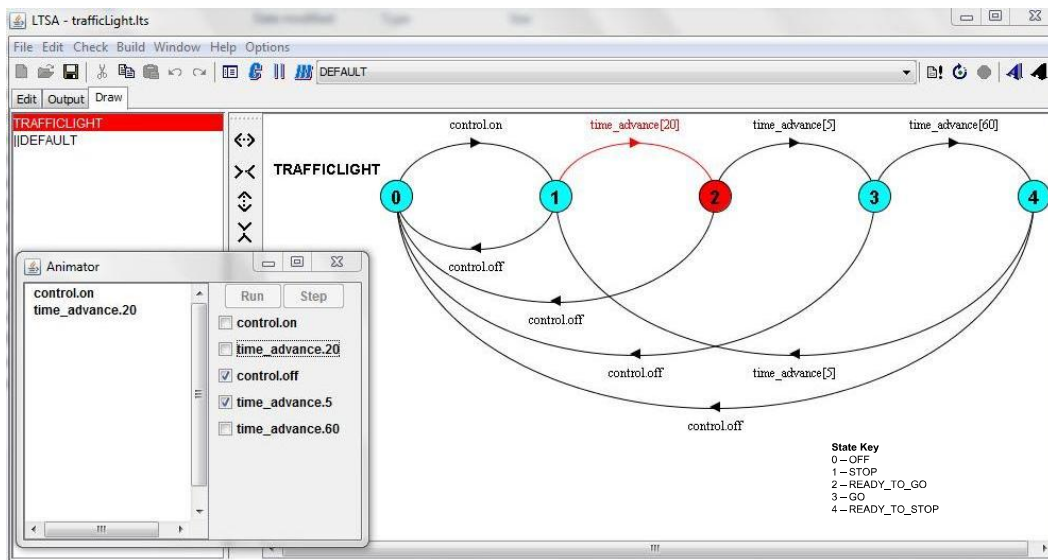 LTSA - trafficLight.lts
File Edit Check Build Window Help Options
DEFAULT
Edit Output Draw
TRAFFICLIGHT
||DEFAULT
TRAFFICLIGHT
control.on
time_advance[20]
time_advance[5]
time_advance[60]
0
1
2
3
4
control.off
control.off
control.off
time_advance[5]
control.off
Animator
control.on
time_advance.20
Run Step
control.on
time_advance.20
control.off
time_advance.5
time_advance.60
State Key
0 – OFF
1 – STOP
2 – READY_TO_GO
3 – GO
4 – READY_TO_STOP